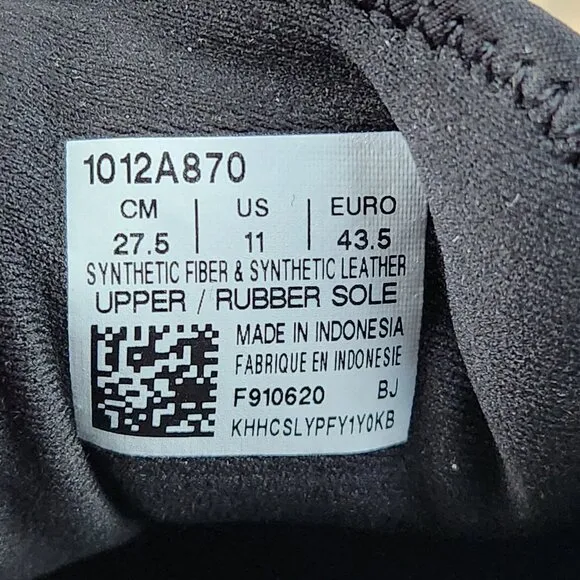 1012A870
CM | US | EURO
27.5 | 11 | 43.5
SYNTHETIC FIBER & SYNTHETIC LEATHER
UPPER / RUBBER SOLE
MADE IN INDONESIA
FABRIQUE EN INDONESIE
F910620 BJ
KHHCSLYPFY1Y0KB